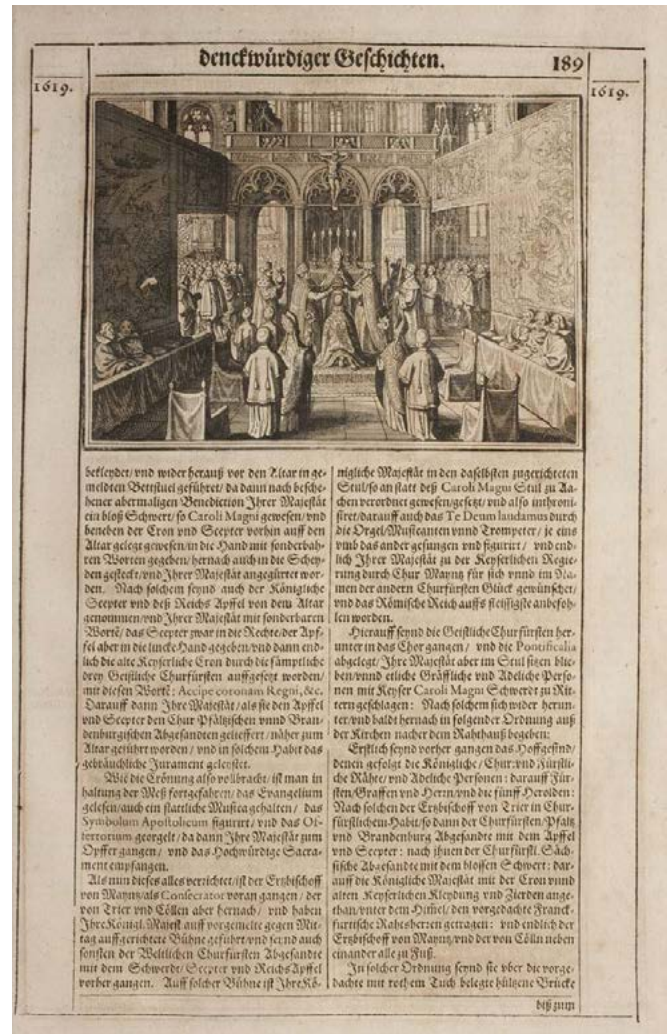 denckwürdiger Geschichten.
189
1619.
1619.
bekleydet/ vnd wider herauß vor den Altar in ge-
meldten Bettstuel geführet/ da dann nach besche-
hener abermaligen Benediction Ihrer Majestät
ein bloß Schwert/ so Caroli Magni gewesen/ vnd
beneben der Cron vnd Scepter vorhin auff den
Altar gelegt gewesen/ in die Hand mit sonderbah-
ren Worten gegeben/ hernach auch in die Schey-
den gesteckt/ vnd Ihrer Majestät angegürtet wor-
den. Nach solchem seynd auch der Königliche
Scepter vnd deß Reichs Apffel von dem Altar
genommen/ vnd Ihrer Majestät mit sonderbaren
Wortē/ das Scepter zwar in die Rechte/ der Apf-
fel aber in die lincke Hand gegeben/ vnd dann end-
lich die alte Keyserliche Cron durch die sämptliche
drey Geistliche Churfürsten auffgesetzt worden/
mit diesen Wortē: Accipe coronam Regni, &c.
Darauff dann Ihre Majestät/ als sie den Apffel
vnd Scepter den Chur Pfältzischen vnnd Bran-
denburgischen Abgesandten gelieffert/ näher zum
Altar geführt worden/ vnd in solchem Habit das
gebräuchliche Jurament geleystet.
Wie die Crönung also vollbracht/ ist man in
haltung der Meß fortgefahren/ das Evangelium
gelesen/ auch ein stattliche Musica gehalten/ das
Symbolum Apostolicum figurirt/ vnd das Of-
fertorium georgelt/ da dann Ihre Majestät zum
Opffer gangen/ vnd das Hochwürdige Sacra-
ment empfangen.
Als nun dieses alles verrichtet/ ist der Ertzbischoff
von Mayntz/ als Consecrator voran gangen/ der
von Trier vnd Cöllen aber hernach/ vnd haben
Ihre Königl. Majest. auff vorgemelte gegen Mit-
tag auffgerichtete Bühne geführt/ vnd seynd auch
sonsten der Weltlichen Churfürsten Abgesandte
mit dem Schwerdt/ Scepter vnd Reichs Apffel
vorher gangen. Auff solcher Bühne ist Ihre Kö-
nigliche Majestät in den daselbsten zugerichteten
Stul/ so an statt deß Caroli Magni Stul zu Aa-
chen verordnet gewesen/ gesetzt/ vnd also inthroni-
siret/ darauff auch das Te Deum laudamus durch
die Orgel/ Musicanten vnnd Trompeter/ je eins
vmb das ander gesungen vnd figurirt/ vnd end-
lich Ihrer Majestät zu der Keyserlichen Regie-
rung durch Chur Mayntz für sich vnnd im Na-
men der andern Churfürsten Glück gewünschet/
vnd das Römische Reich auffs fleissigste anbefoh-
len worden.
Hierauff seynd die Geistliche Churfürsten her-
unter in das Chor gangen/ vnd die Pontificalia
abgelegt/ Ihre Majestät aber im Stul sitzen blie-
ben/ vnnd etliche Gräffliche vnd Adeliche Perso-
nen mit Keyser Caroli Magni Schwerdt zu Rit-
tern geschlagen: Nach solchem sich wider herun-
ter/ vnd baldt hernach in folgender Ordnung auß
der Kirchen nacher dem Rahthauß begeben:
Erstlich seynd vorher gangen das Hoffgesind/
denen gefolgt die Königliche/ Chur: vnd Fürstli-
che Rähte/ vnd Adeliche Personen: darauff Für-
sten/ Graffen vnd Herrn/ vnd die fünff Herolden:
Nach solchen der Ertzbischoff von Trier in Chur-
fürstlichem Habit/ so dann der Churfürsten/ Pfaltz
vnd Brandenburg Abgesandte mit dem Apffel
vnd Scepter: nach ihnen der Churfürstl. Säch-
sische Abgesandte mit dem blossen Schwert: dar-
auff die Königliche Majestät mit der Cron vnnd
alten Keyserlichen Kleydung vnd Zierden ange-
than/ vnter dem Himel/ den vorgedachte Franck-
furtische Rahtsherren getragen: vnd endlich der
Ertzbischoff von Mayntz/ vnd der von Cölln neben
einander alle zu Fuß.
In solcher Ordnung seynd sie vber die vorge-
dachte mit rothem Tuch belegte hültzene Brücke
biß zum